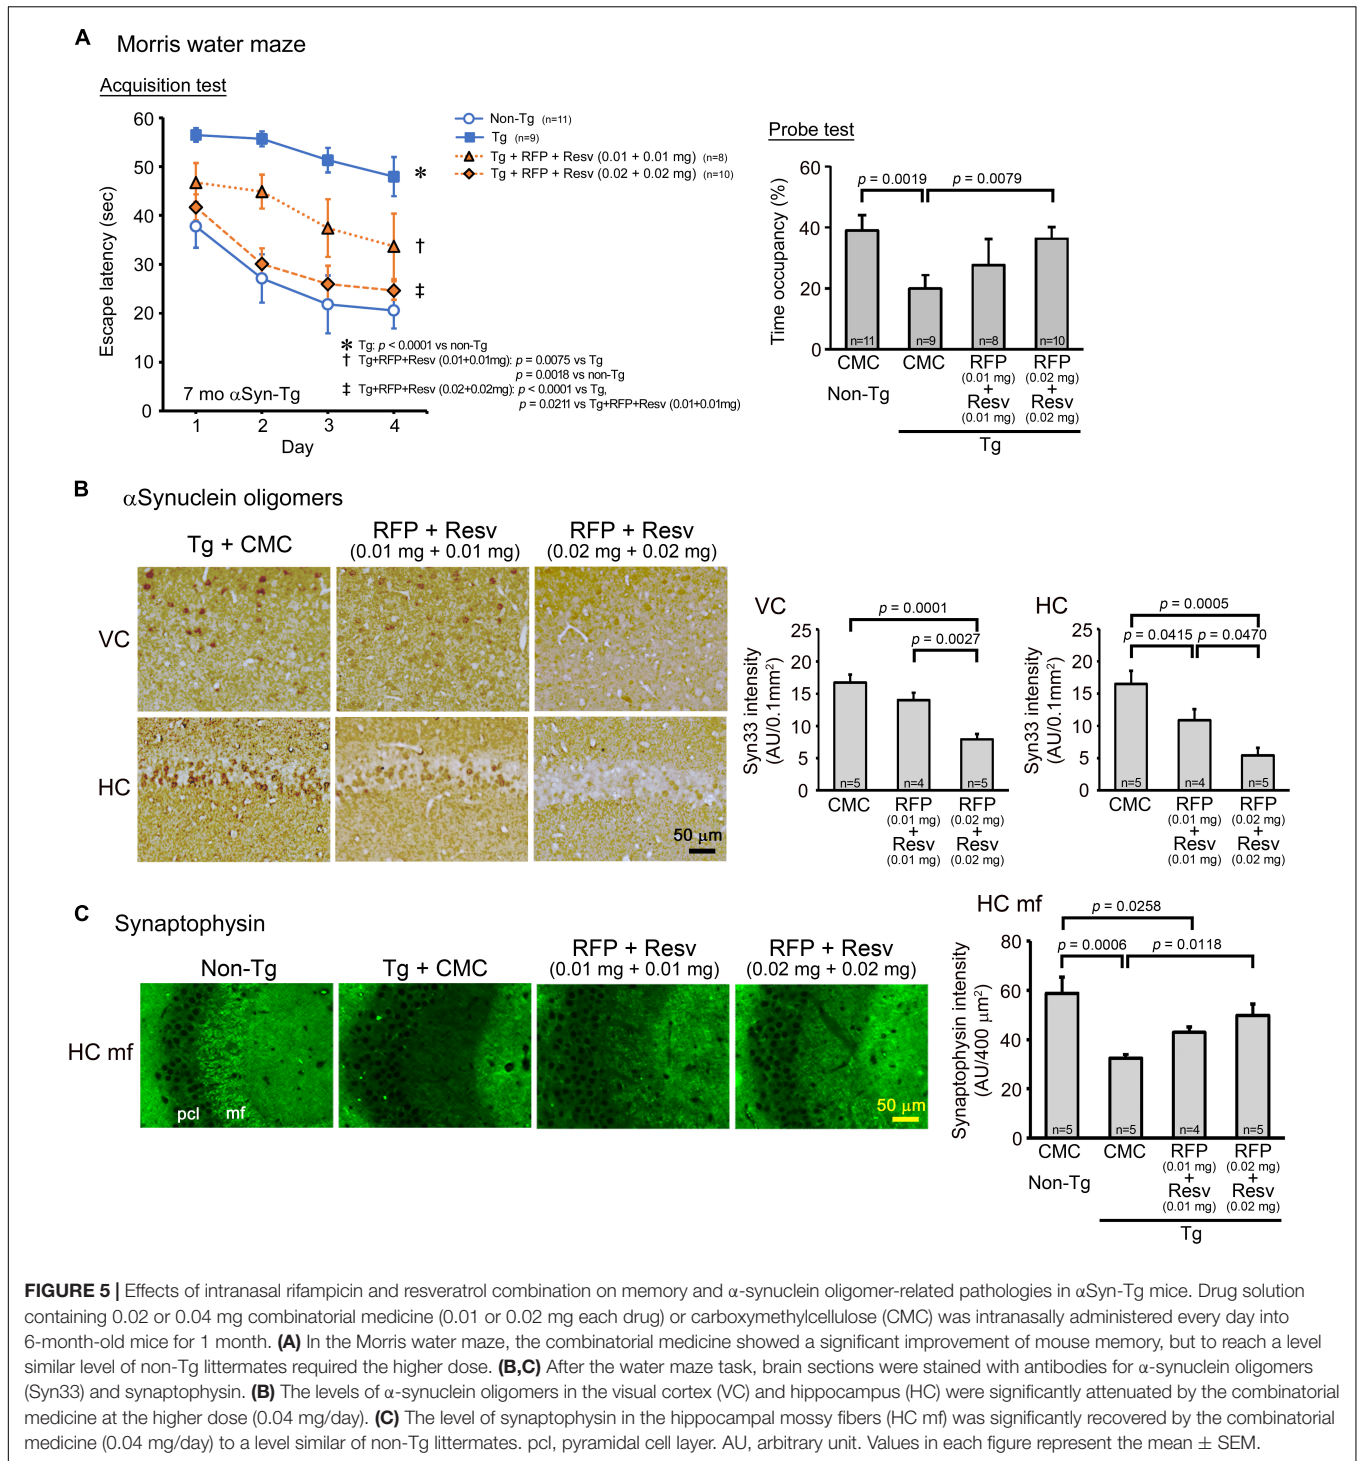 A Morris water maze
Acquisition test
Escape latency (sec)
60
50
40
30
20
10
0
1 2 3 4
Day
7 mo αSyn-Tg
Non-Tg (n=11)
Tg (n=9)
Tg + RFP + Resv (0.01 + 0.01 mg) (n=8)
Tg + RFP + Resv (0.02 + 0.02 mg) (n=10)
*
†
‡
* Tg: p < 0.0001 vs non-Tg
† Tg+RFP+Resv (0.01+0.01mg): p = 0.0075 vs Tg
p = 0.0018 vs non-Tg
‡ Tg+RFP+Resv (0.02+0.02mg): p < 0.0001 vs Tg,
p = 0.0211 vs Tg+RFP+Resv (0.01+0.01mg)
Probe test
Time occupancy (%)
60
40
20
0
p = 0.0019 p = 0.0079
n=11 n=9 n=8 n=10
CMC CMC RFP RFP
(0.01 mg) (0.02 mg)
+ +
Non-Tg Resv Resv
(0.01 mg) (0.02 mg)
Tg
B αSynuclein oligomers
Tg + CMC RFP + Resv RFP + Resv
(0.01 mg + 0.01 mg) (0.02 mg + 0.02 mg)
VC
HC
50 μm
VC
Syn33 intensity
(AU/0.1mm²)
25
20
15
10
5
0
p = 0.0001
p = 0.0027
n=5 n=4 n=5
CMC RFP RFP
(0.01 mg) (0.02 mg)
+ +
Resv Resv
(0.01 mg) (0.02 mg)
HC
Syn33 intensity
(AU/0.1mm²)
25
20
15
10
5
0
p = 0.0005
p = 0.0415 p = 0.0470
n=5 n=4 n=5
CMC RFP RFP
(0.01 mg) (0.02 mg)
+ +
Resv Resv
(0.01 mg) (0.02 mg)
C Synaptophysin
Non-Tg Tg + CMC RFP + Resv RFP + Resv
(0.01 mg + 0.01 mg) (0.02 mg + 0.02 mg)
HC mf
pcl mf
50 μm
HC mf
Synaptophysin intensity
(AU/400 μm²)
80
60
40
60
20
0
p = 0.0258
p = 0.0006 p = 0.0118
n=5 n=5 n=4 n=5
CMC CMC RFP RFP
(0.01 mg) (0.02 mg)
+ +
Non-Tg Resv Resv
(0.01 mg) (0.02 mg)
Tg
FIGURE 5 | Effects of intranasal rifampicin and resveratrol combination on memory and α-synuclein oligomer-related pathologies in αSyn-Tg mice. Drug solution
containing 0.02 or 0.04 mg combinatorial medicine (0.01 or 0.02 mg each drug) or carboxymethylcellulose (CMC) was intranasally administered every day into
6-month-old mice for 1 month. (A) In the Morris water maze, the combinatorial medicine showed a significant improvement of mouse memory, but to reach a level
similar level of non-Tg littermates required the higher dose. (B,C) After the water maze task, brain sections were stained with antibodies for α-synuclein oligomers
(Syn33) and synaptophysin. (B) The levels of α-synuclein oligomers in the visual cortex (VC) and hippocampus (HC) were significantly attenuated by the combinatorial
medicine at the higher dose (0.04 mg/day). (C) The level of synaptophysin in the hippocampal mossy fibers (HC mf) was significantly recovered by the combinatorial
medicine (0.04 mg/day) to a level similar of non-Tg littermates. pcl, pyramidal cell layer. AU, arbitrary unit. Values in each figure represent the mean ± SEM.